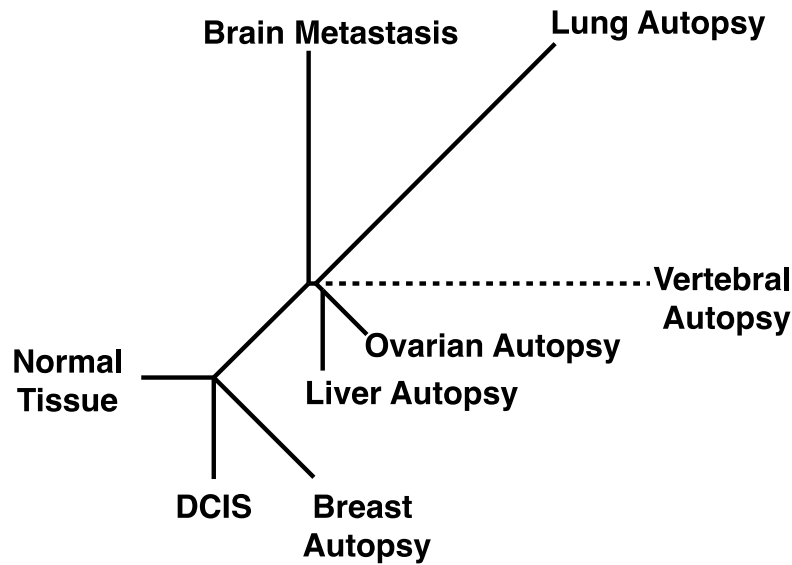 Brain Metastasis
Lung Autopsy
Vertebral
Autopsy
Ovarian Autopsy
Liver Autopsy
Normal
Tissue
DCIS
Breast
Autopsy